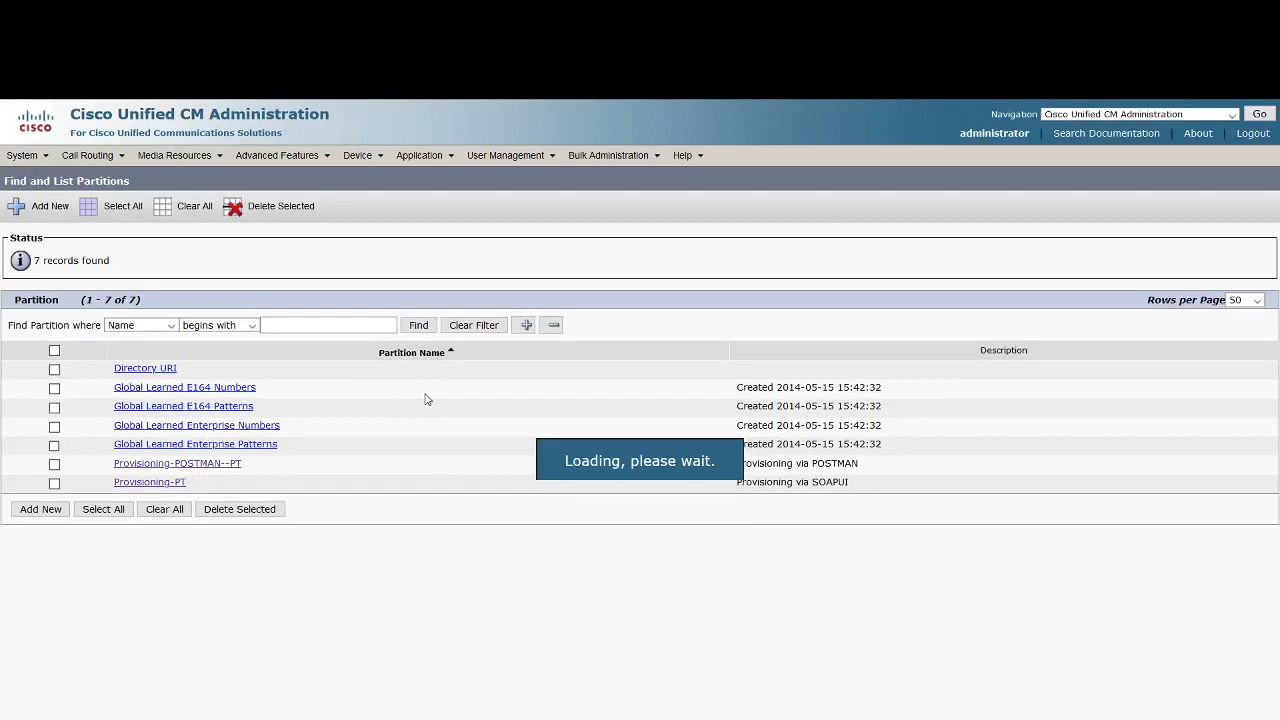 Cisco Unified CM Administration
For Cisco Unified Communications Solutions
CISCO
Navigation Cisco Unified CM Administration Go
administrator Search Documentation About Logout
System Call Routing Media Resources Advanced Features Device Application User Management Bulk Administration Help
Find and List Partitions
Add New Select All Clear All Delete Selected
Status
7 records found
Partition (1 - 7 of 7) Rows per Page 50
Find Partition where Name begins with Find Clear Filter
Partition Name Description
Directory URI
Global Learned E164 Numbers Created 2014-05-15 15:42:32
Global Learned E164 Patterns Created 2014-05-15 15:42:32
Global Learned Enterprise Numbers Created 2014-05-15 15:42:32
Global Learned Enterprise Patterns Created 2014-05-15 15:42:32
Loading, please wait.
Provisioning-POSTMAN--PT Provisioning via POSTMAN
Provisioning-PT Provisioning via SOAPUI
Add New Select All Clear All Delete Selected